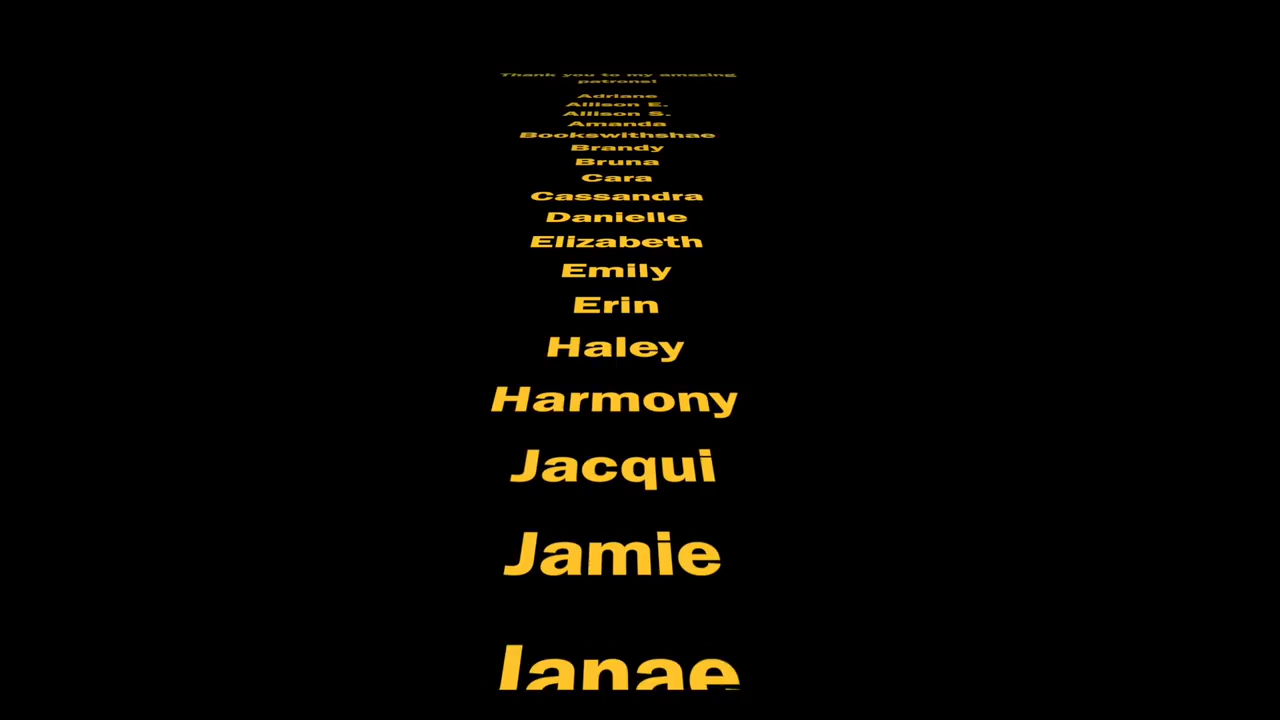 Thank you to my amazing
patrons!
Adriane
Allison E.
Allison S.
Amanda
Bookswithshae
Brandy
Bruna
Cara
Cassandra
Danielle
Elizabeth
Emily
Erin
Haley
Harmony
Jacqui
Jamie
Janae